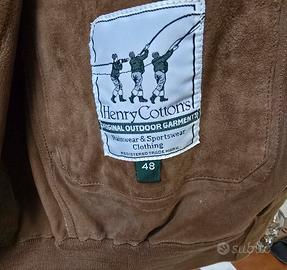 Henry Cotton's
ORIGINAL OUTDOOR GARMENTS
Rainwear & Sportswear
Clothing
REGISTERED TRADE MARK
48
subito